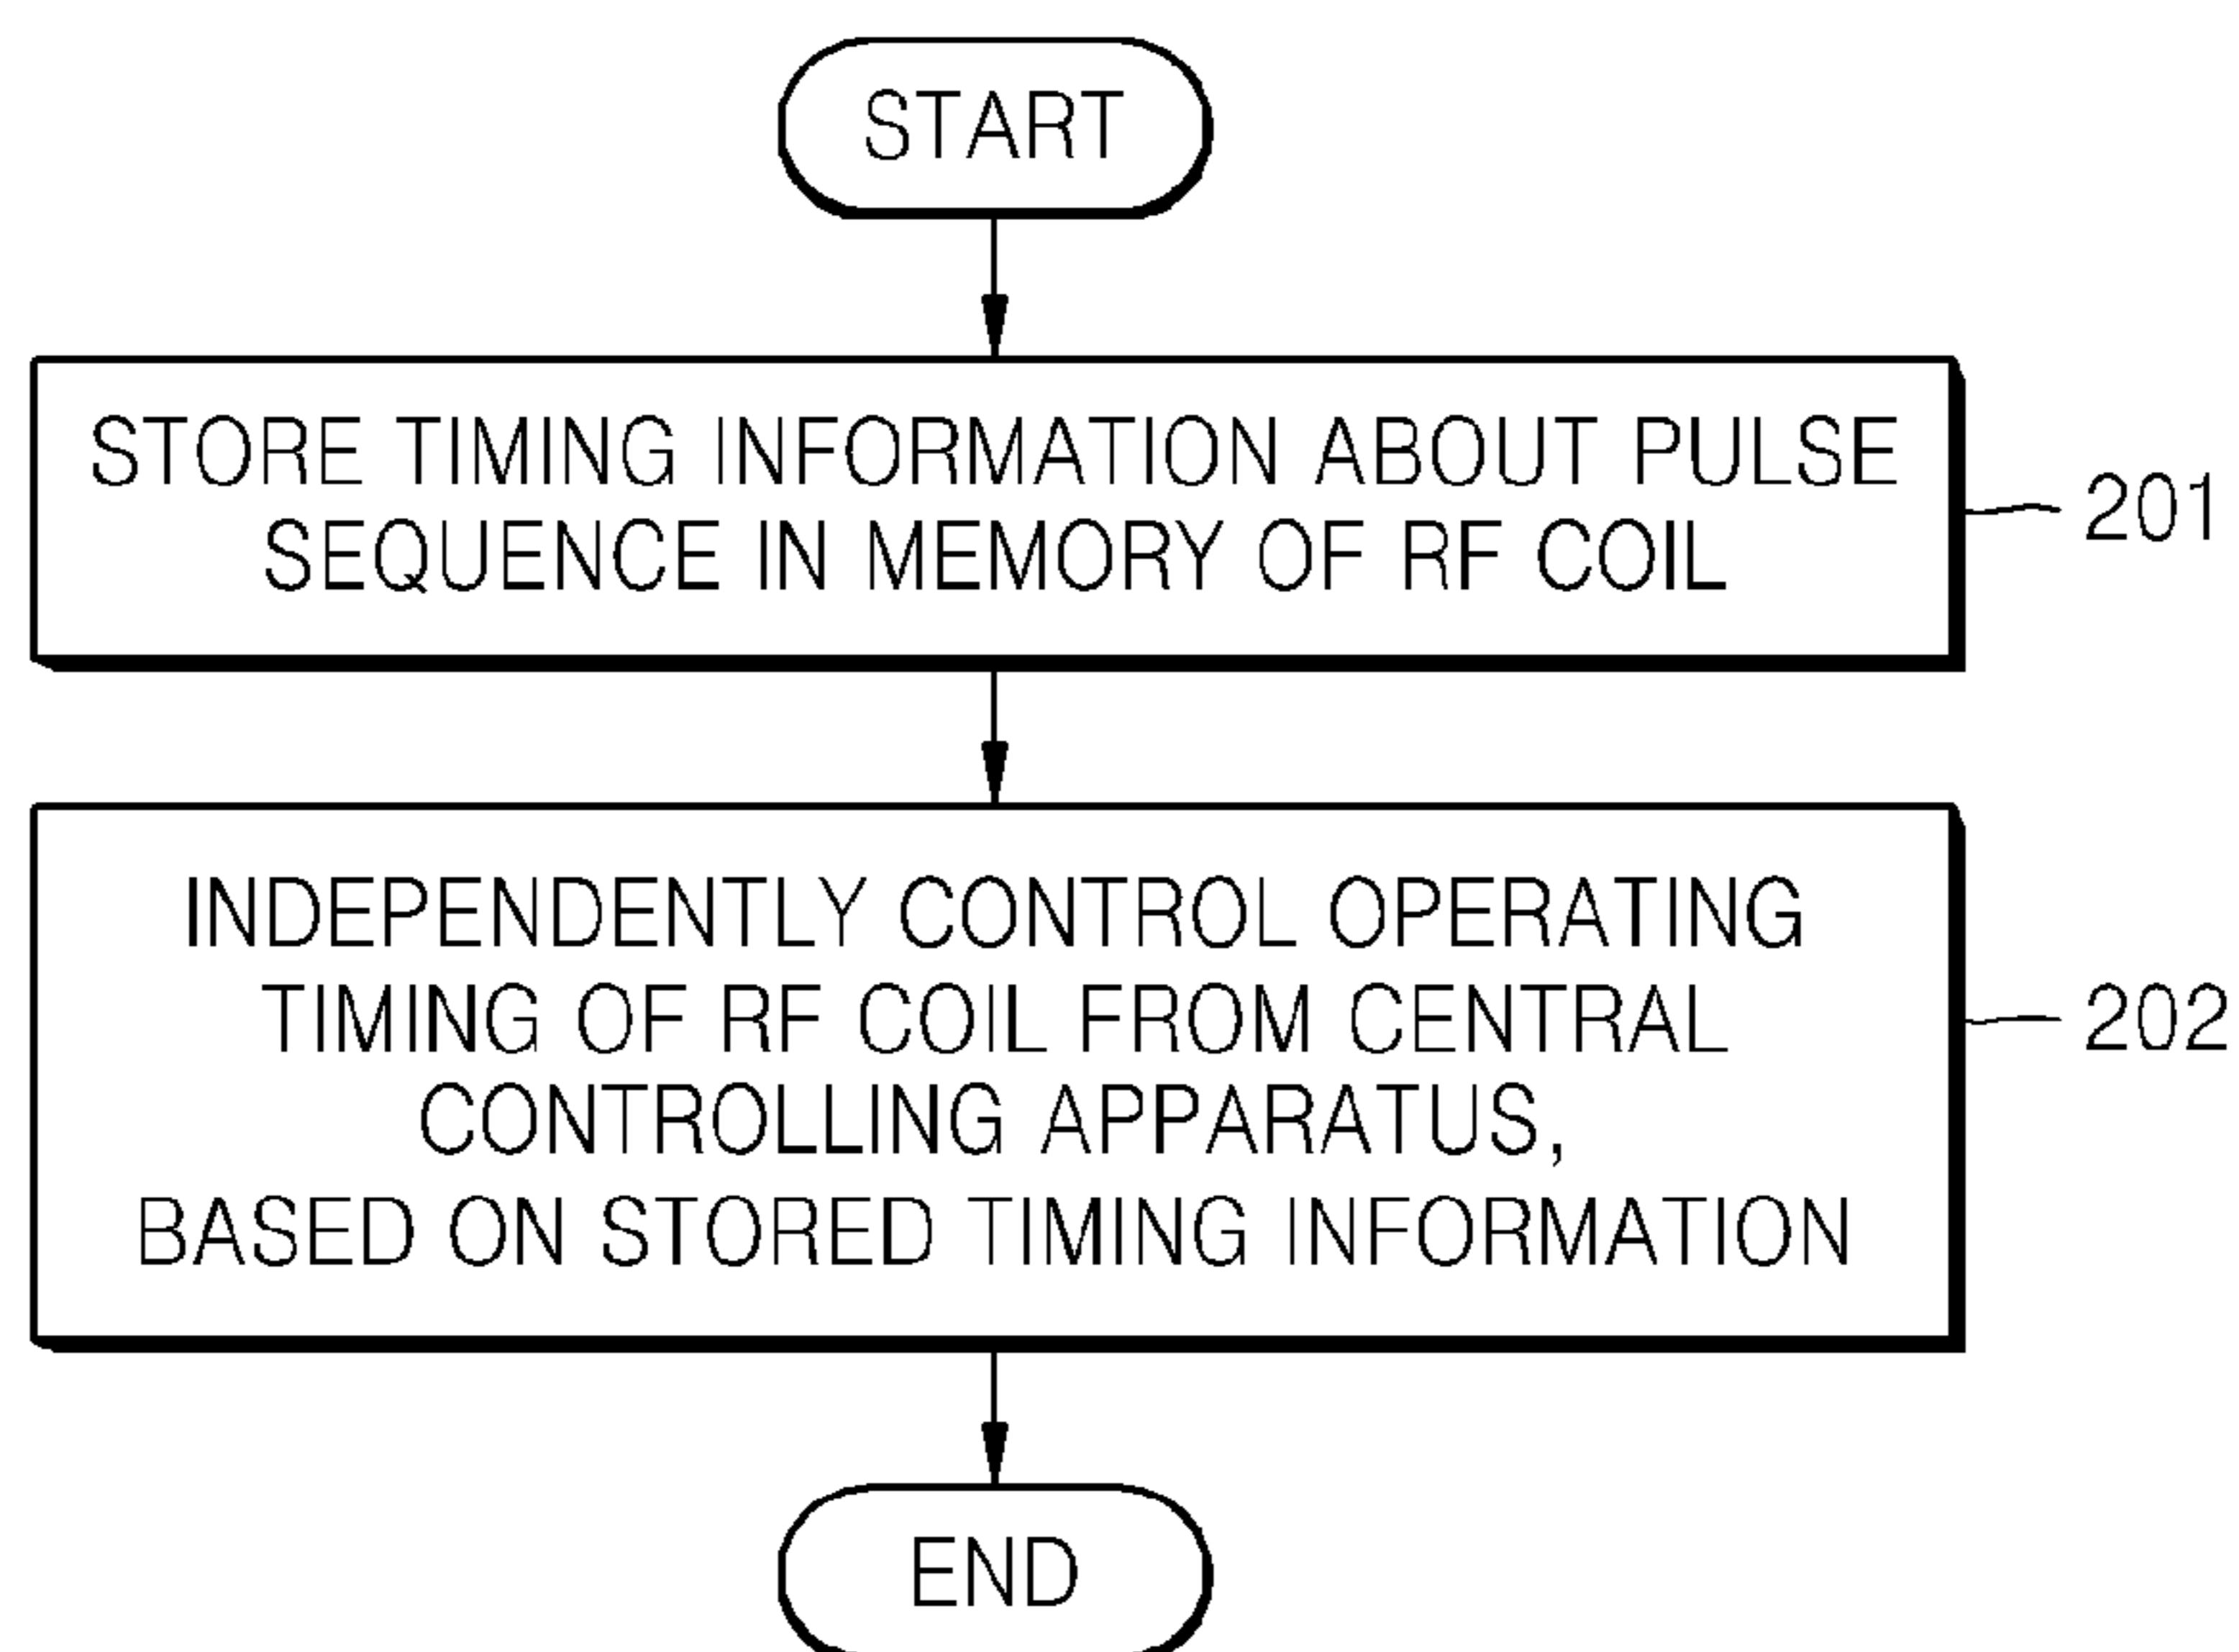 START
STORE TIMING INFORMATION ABOUT PULSE
SEQUENCE IN MEMORY OF RF COIL
201
INDEPENDENTLY CONTROL OPERATING
TIMING OF RF COIL FROM CENTRAL
CONTROLLING APPARATUS,
BASED ON STORED TIMING INFORMATION
202
END